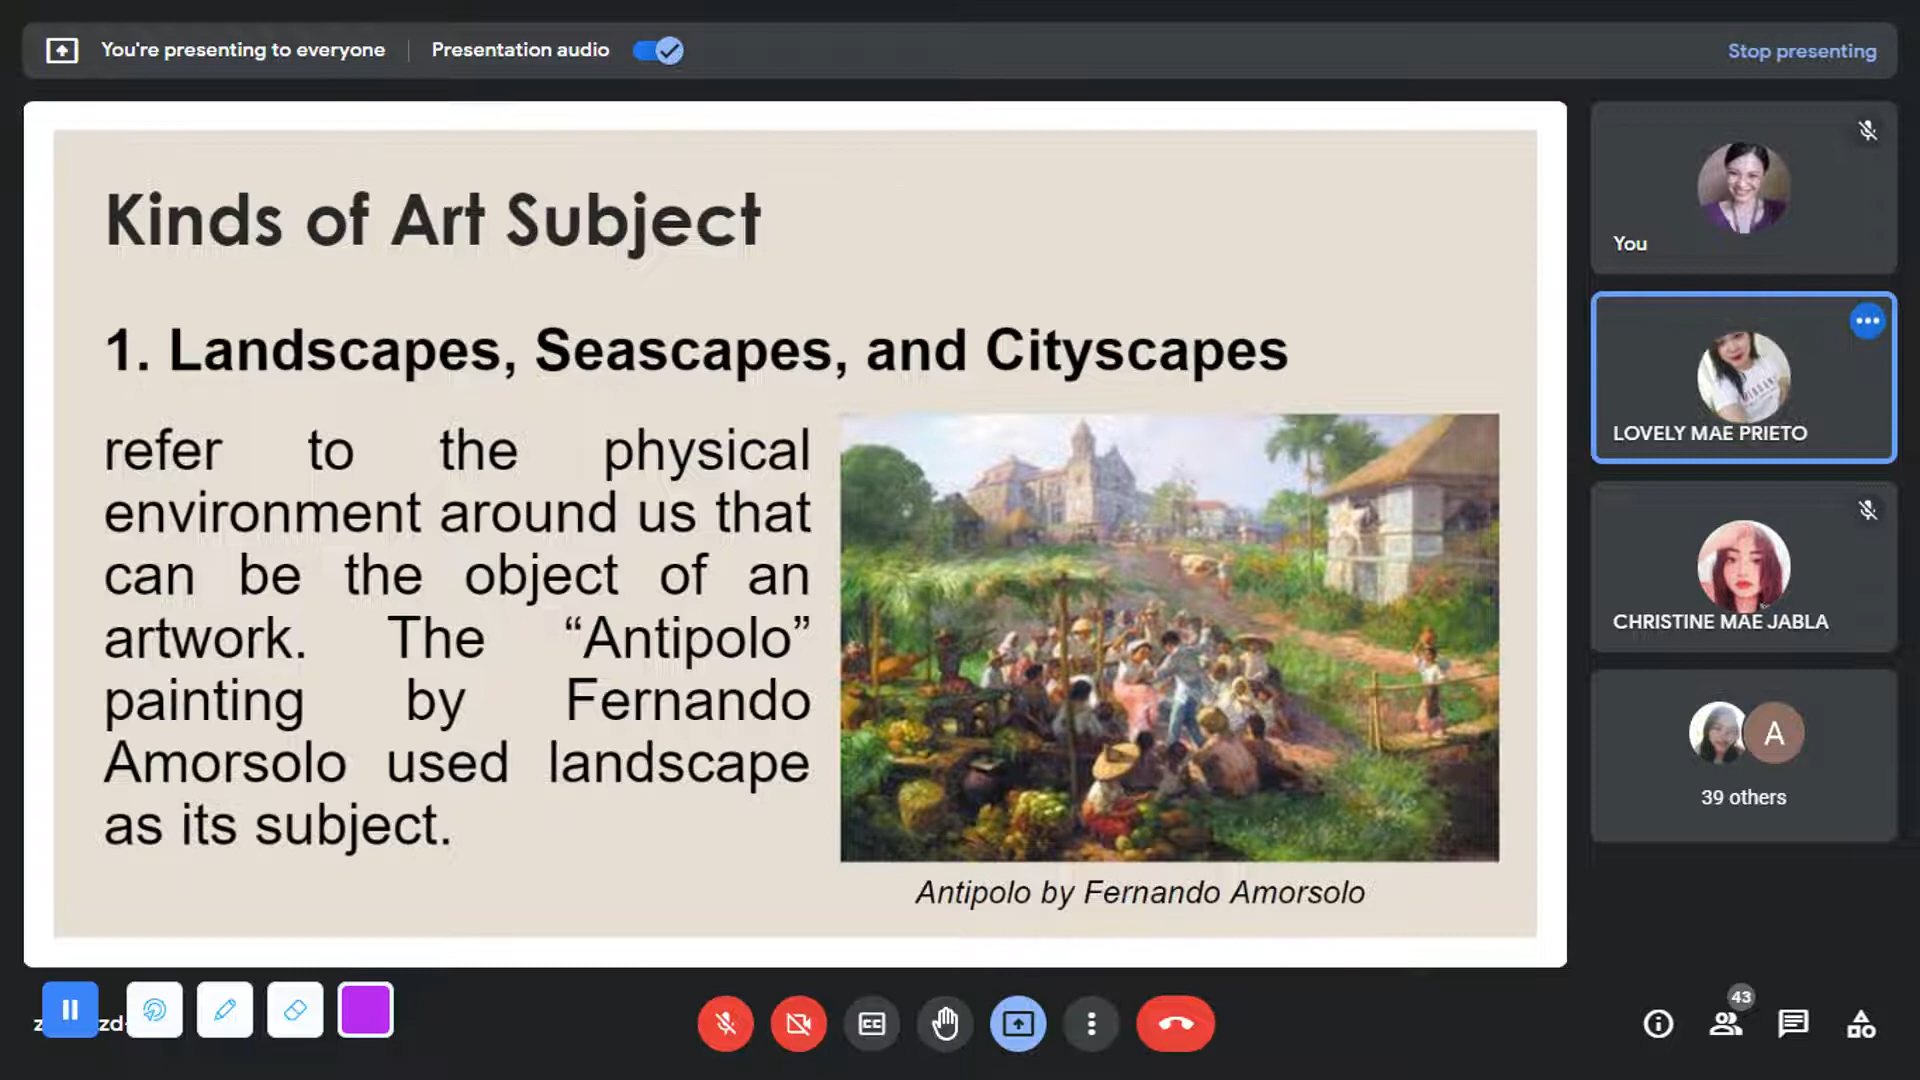 You're presenting to everyone
Presentation audio
Stop presenting
Kinds of Art Subject
1. Landscapes, Seascapes, and Cityscapes
refer to the physical
environment around us that
can be the object of an
artwork. The “Antipolo”
painting by Fernando
Amorsolo used landscape
as its subject.
Antipolo by Fernando Amorsolo
You
LOVELY MAE PRIETO
CHRISTINE MAE JABLA
A
39 others
CC
43